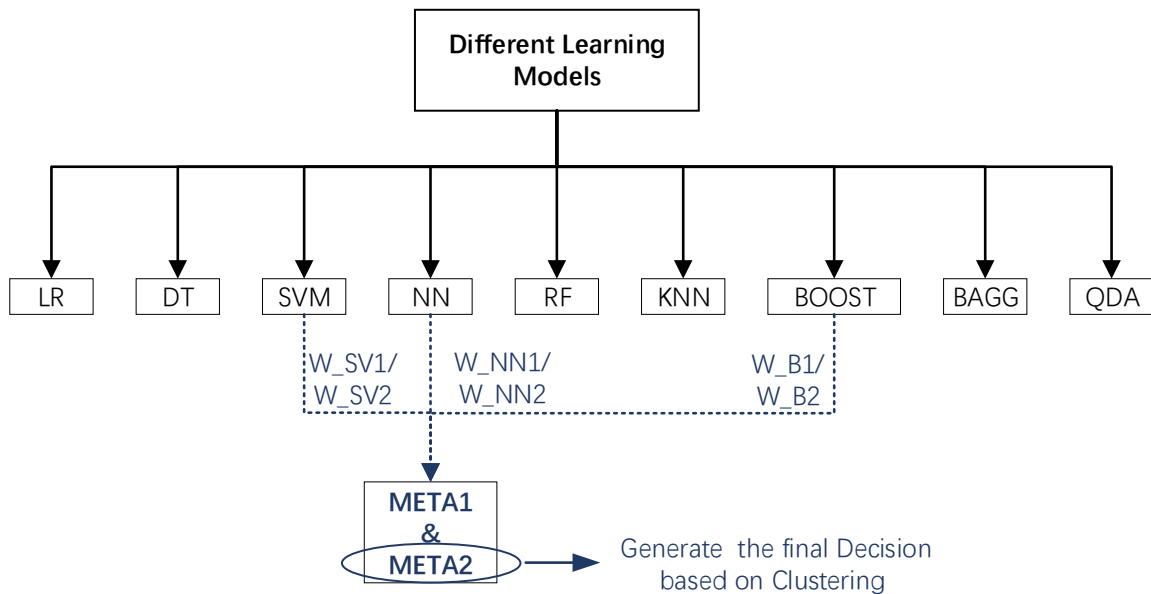 Different Learning
Models
LR
DT
SVM
NN
RF
KNN
BOOST
BAGG
QDA
W_SV1/
W_SV2
W_NN1/
W_NN2
W_B1/
W_B2
META1
&
META2
Generate the final Decision
based on Clustering